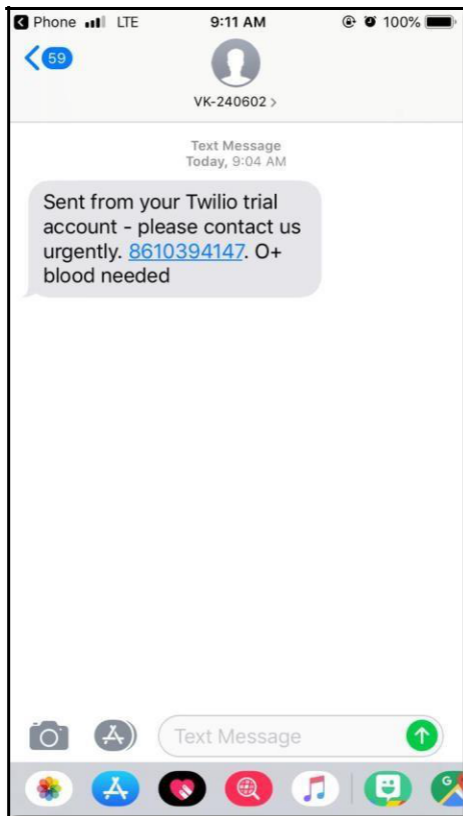 Phone LTE 9:11 AM 100%
59
VK-240602 >
Text Message
Today, 9:04 AM
Sent from your Twilio trial
account - please contact us
urgently. 8610394147. O+
blood needed
Text Message